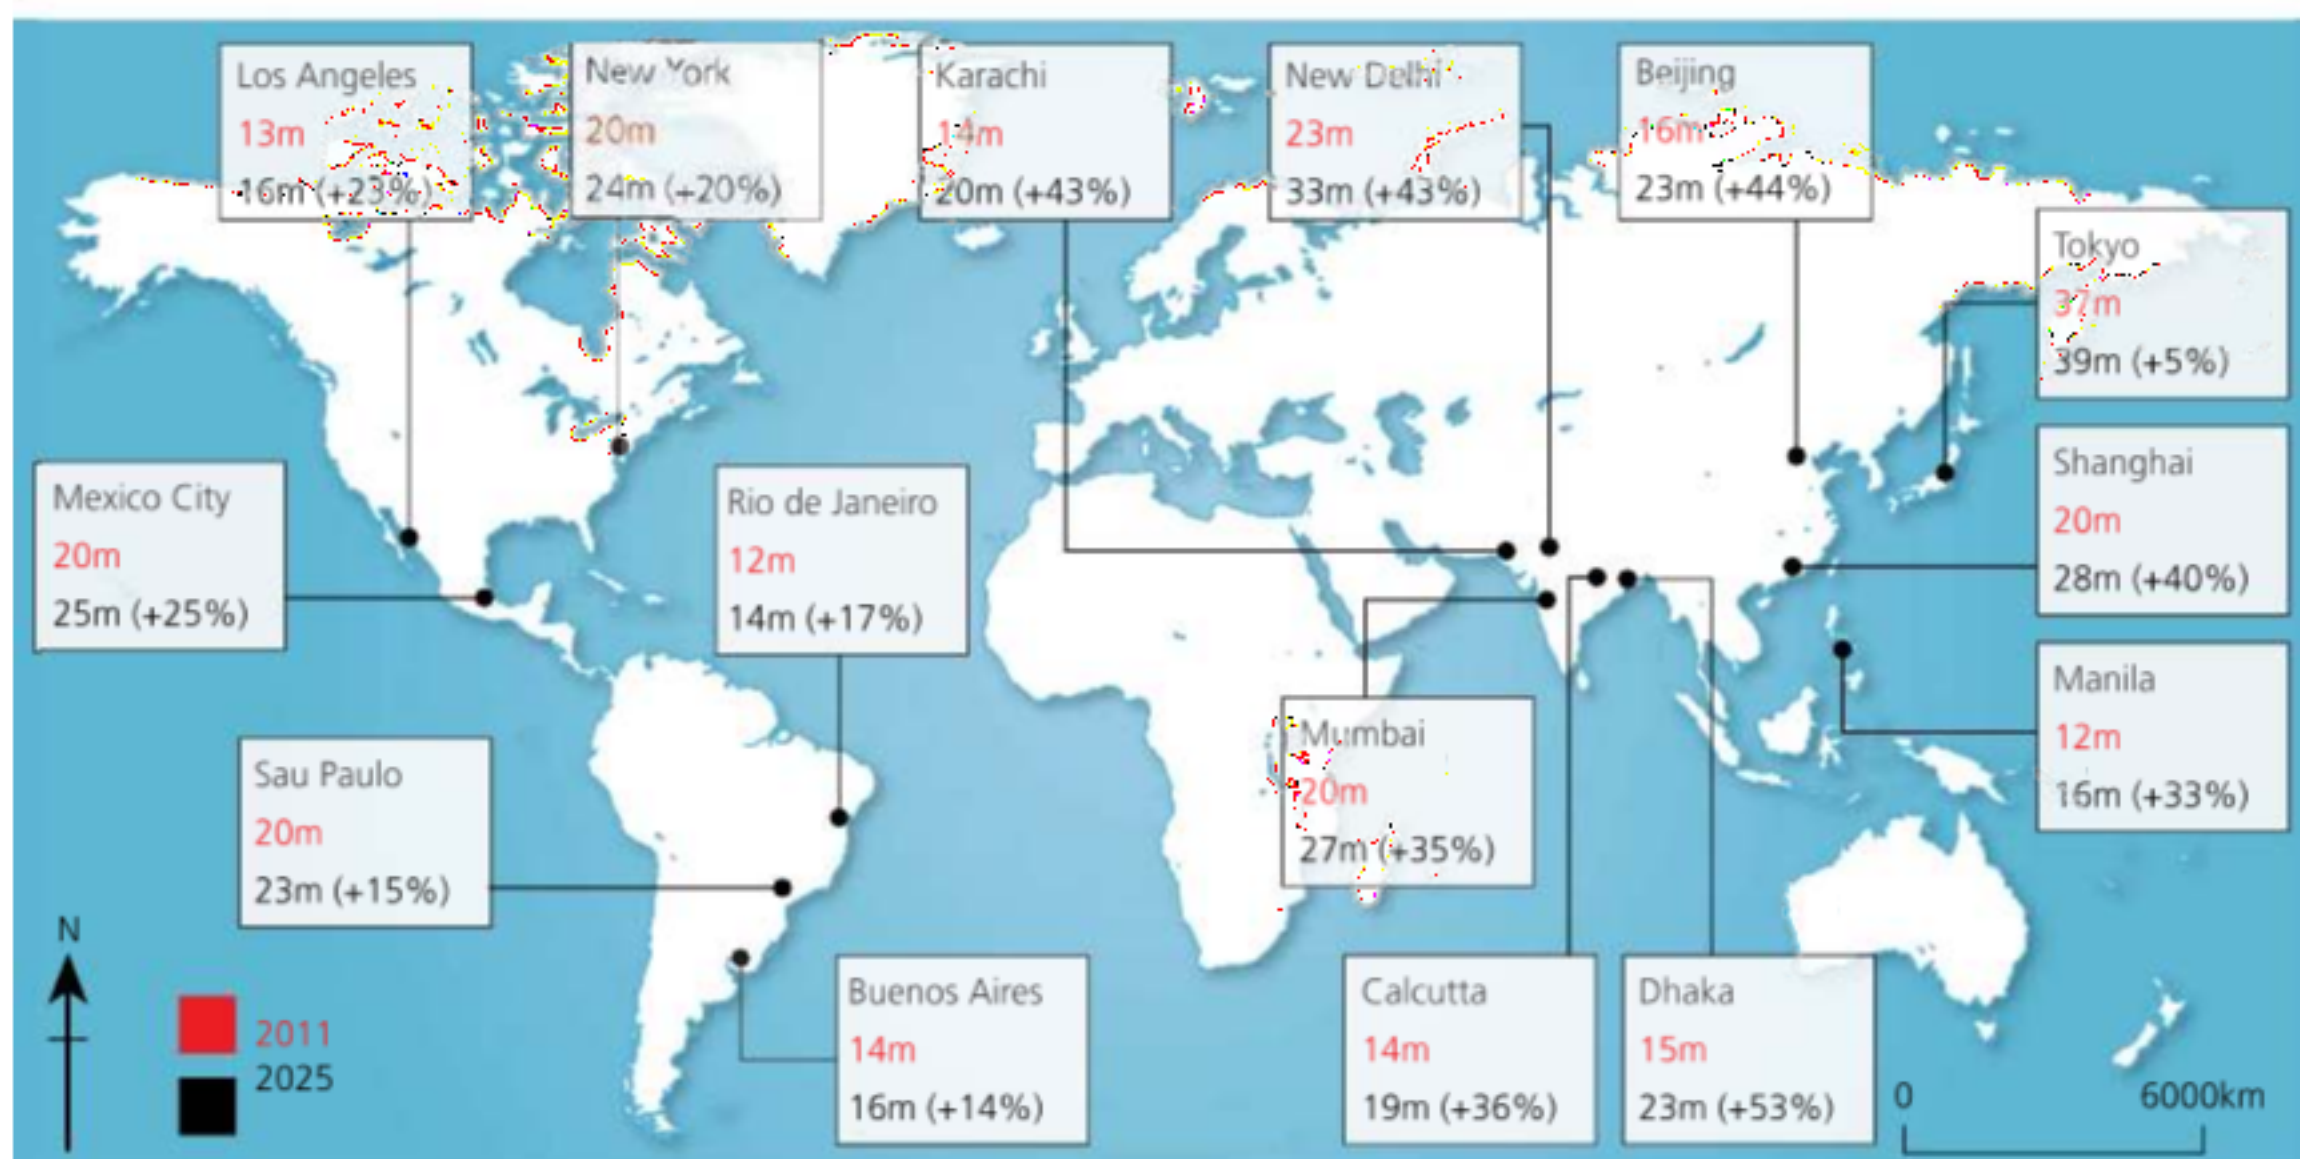 Los Angeles
13m
16m (+23%)
New York
20m
24m (+20%)
Karachi
14m
20m (+43%)
New Delhi
23m
33m (+43%)
Beijing
16m
23m (+44%)
Tokyo
37m
39m (+5%)
Mexico City
20m
25m (+25%)
Rio de Janeiro
12m
14m (+17%)
Shanghai
20m
28m (+40%)
Manila
12m
16m (+33%)
Mumbai
20m
27m (+35%)
Sau Paulo
20m
23m (+15%)
Buenos Aires
14m
16m (+14%)
Calcutta
14m
19m (+36%)
Dhaka
15m
23m (+53%)
N
2011
2025
0 6000km